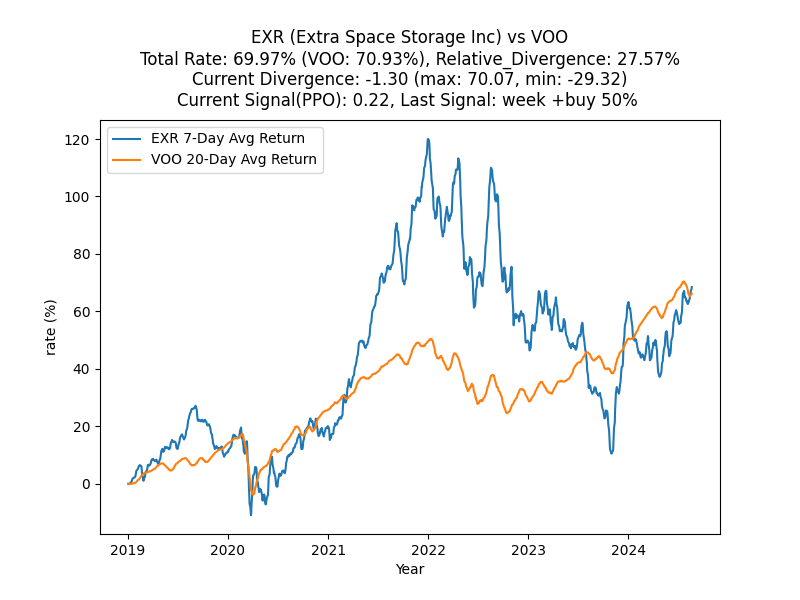 EXR (Extra Space Storage Inc) vs VOO
Total Rate: 69.97% (VOO: 70.93%), Relative_Divergence: 27.57%
Current Divergence: -1.30 (max: 70.07, min: -29.32)
Current Signal(PPO): 0.22, Last Signal: week +buy 50%
EXR 7-Day Avg Return
VOO 20-Day Avg Return
120
100
80
60
40
20
0
rate (%)
2019 2020 2021 2022 2023 2024
Year